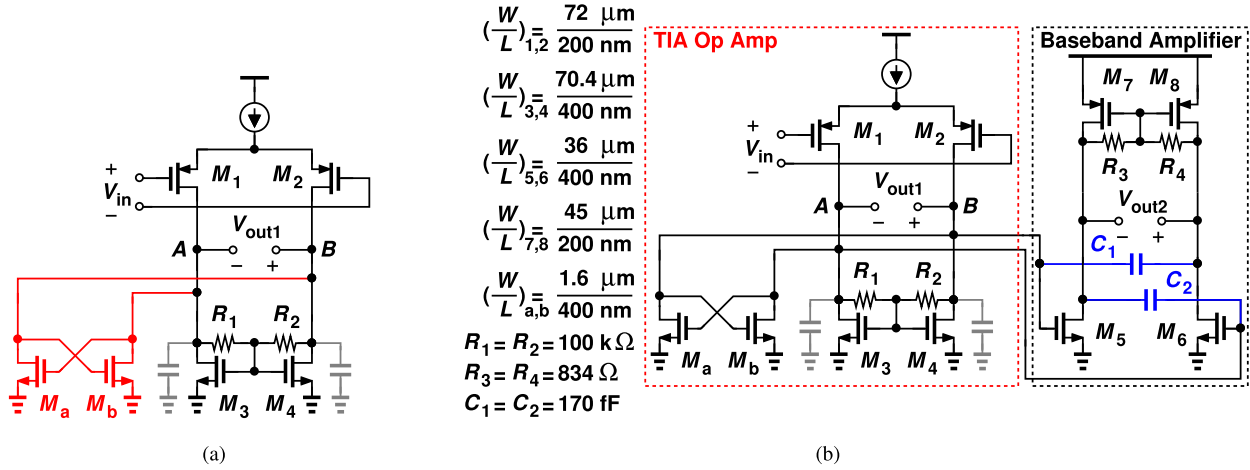 M1 M2
+
Vin
−
A Vout1 B
− +
R1 R2
Ma Mb M3 M4
(a)
(W/L)1,2 = 72 µm / 200 nm
(W/L)3,4 = 70.4 µm / 400 nm
(W/L)5,6 = 36 µm / 400 nm
(W/L)7,8 = 45 µm / 200 nm
(W/L)a,b = 1.6 µm / 400 nm
R1 = R2 = 100 kΩ
R3 = R4 = 834 Ω
C1 = C2 = 170 fF
TIA Op Amp
M1 M2
+
Vin
−
A Vout1 B
− +
R1 R2
Ma Mb M3 M4
Baseband Amplifier
M7 M8
R3 R4
Vout2
− +
C1
C2
M5 M6
(b)